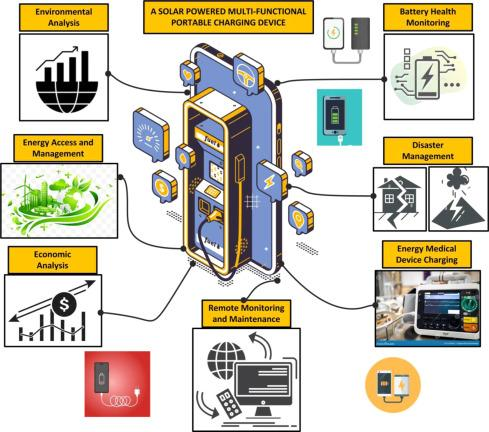 Environmental
Analysis
A SOLAR POWERED MULTI-FUNCTIONAL
PORTABLE CHARGING DEVICE
Battery Health
Monitoring
Energy Access and
Management
Disaster
Management
Economic
Analysis
Energy Medical
Device Charging
Remote Monitoring
and Maintenance
$
$